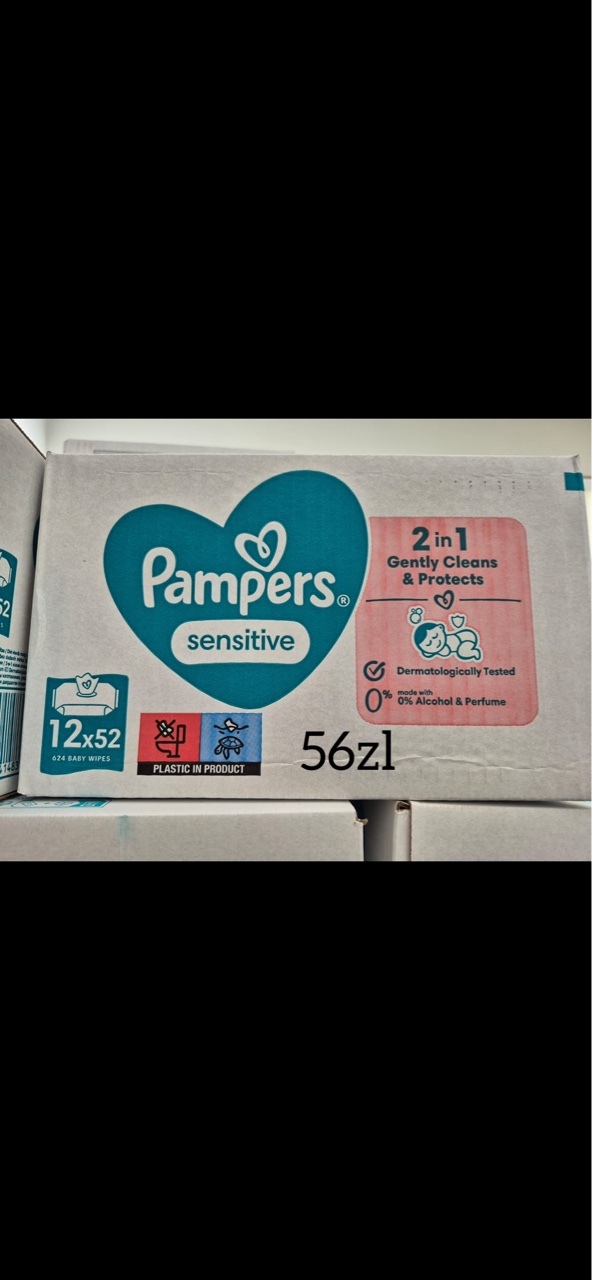 Pampers®
sensitive
2 in 1
Gently Cleans
& Protects
Dermatologically Tested
0% made with
0% Alcohol & Perfume
12x52
624 BABY WIPES
PLASTIC IN PRODUCT
56zl
52